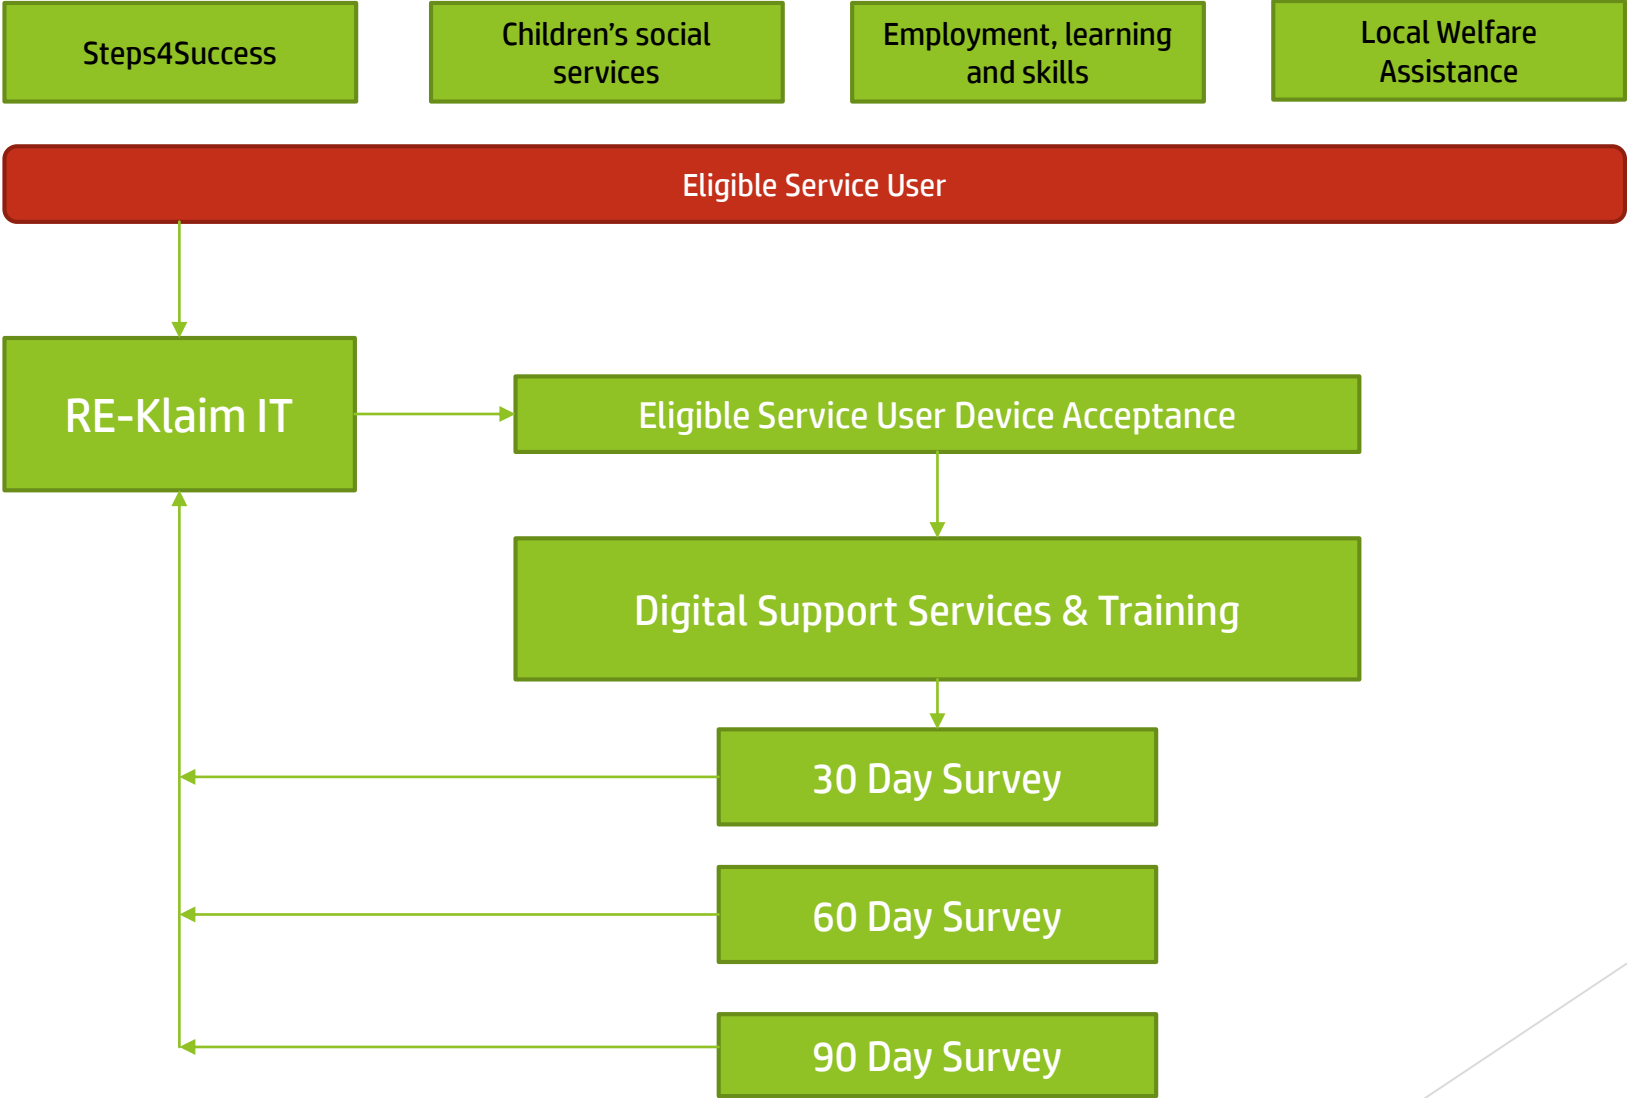 Steps4Success
Children’s social
services
Employment, learning
and skills
Local Welfare
Assistance
Eligible Service User
RE-Klaim IT
Eligible Service User Device Acceptance
Digital Support Services & Training
30 Day Survey
60 Day Survey
90 Day Survey